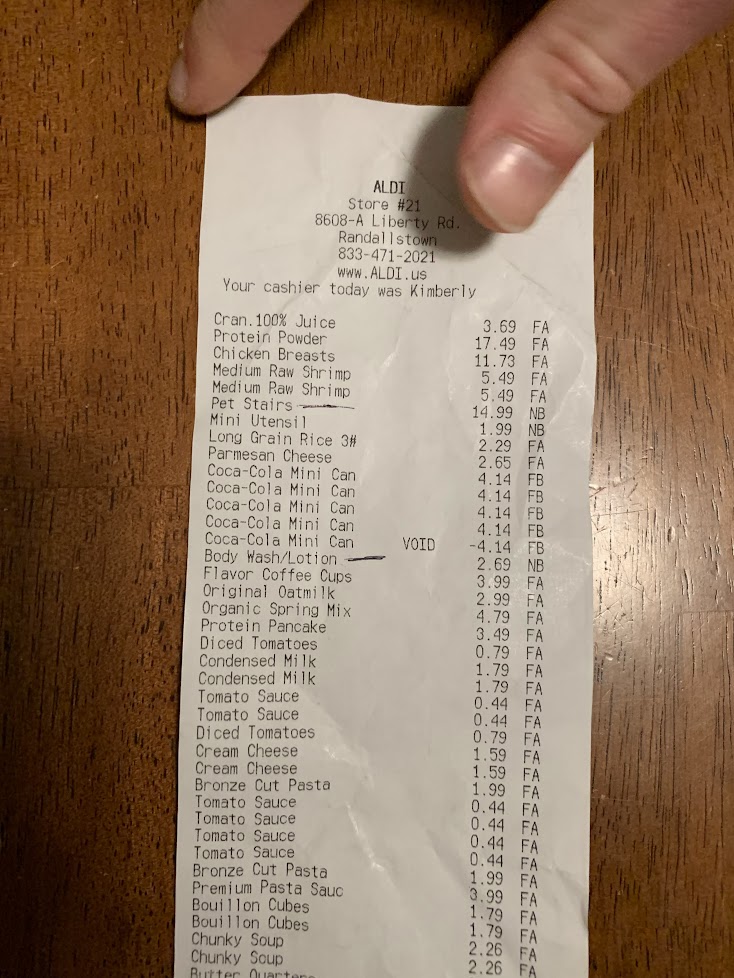 ALDI
Store #21
8608-A Liberty Rd.
Randallstown
833-471-2021
www.ALDI.us
Your cashier today was Kimberly
Cran.100% Juice 3.69 FA
Protein Powder 17.49 FA
Chicken Breasts 11.73 FA
Medium Raw Shrimp 5.49 FA
Medium Raw Shrimp 5.49 FA
Pet Stairs 14.99 NB
Mini Utensil 1.99 NB
Long Grain Rice 3# 2.29 FA
Parmesan Cheese 2.65 FA
Coca-Cola Mini Can 4.14 FB
Coca-Cola Mini Can 4.14 FB
Coca-Cola Mini Can 4.14 FB
Coca-Cola Mini Can 4.14 FB
Coca-Cola Mini Can VOID -4.14 FB
Body Wash/Lotion 2.69 NB
Flavor Coffee Cups 3.99 FA
Original Oatmilk 2.99 FA
Organic Spring Mix 4.79 FA
Protein Pancake 3.49 FA
Diced Tomatoes 0.79 FA
Condensed Milk 1.79 FA
Condensed Milk 1.79 FA
Tomato Sauce 0.44 FA
Tomato Sauce 0.44 FA
Diced Tomatoes 0.79 FA
Cream Cheese 1.59 FA
Cream Cheese 1.59 FA
Bronze Cut Pasta 1.99 FA
Tomato Sauce 0.44 FA
Tomato Sauce 0.44 FA
Tomato Sauce 0.44 FA
Tomato Sauce 0.44 FA
Bronze Cut Pasta 1.99 FA
Premium Pasta Sauc 3.99 FA
Bouillon Cubes 1.79 FA
Bouillon Cubes 1.79 FA
Chunky Soup 2.26 FA
Chunky Soup 2.26 FA
Butter Quarters